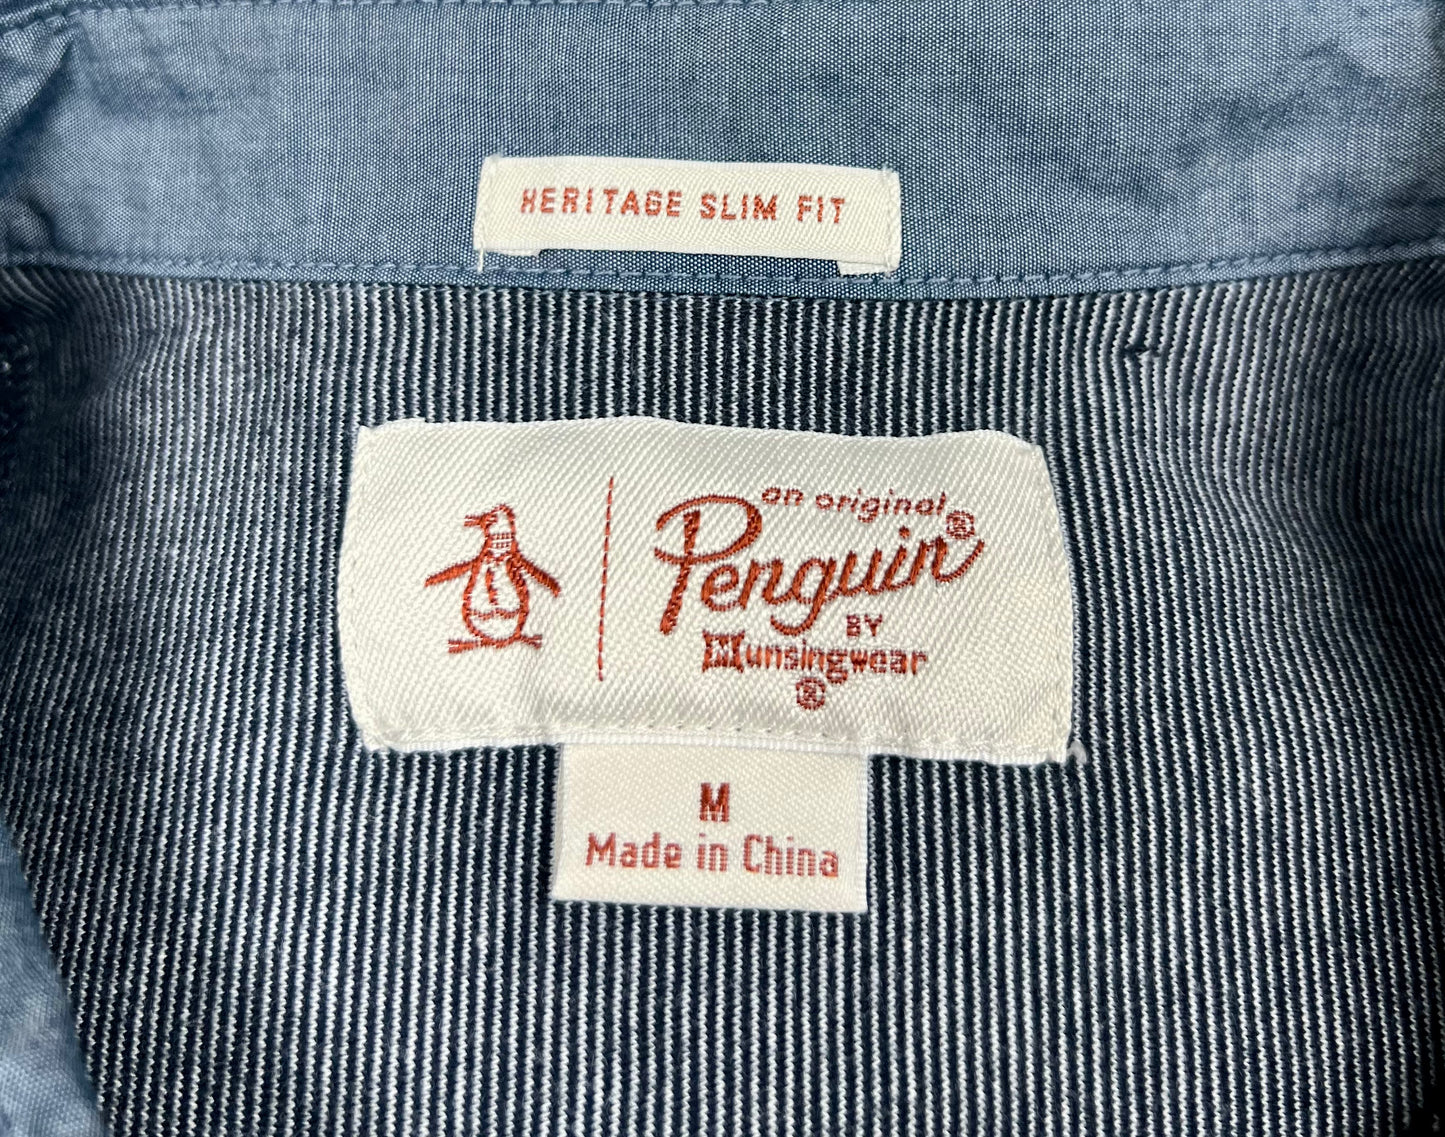 HERITAGE SLIM FIT
an original
Penguin®
BY
Munsingwear
®
M
Made in China